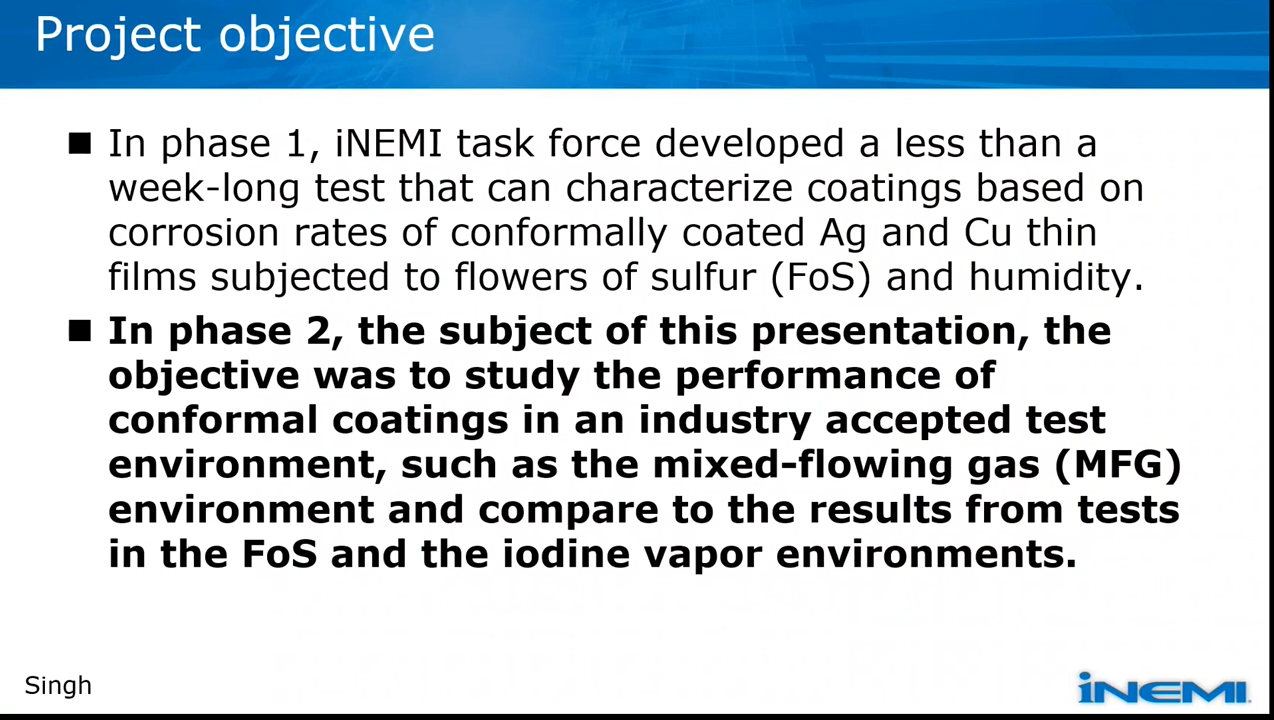 Project objective
■ In phase 1, iNEMI task force developed a less than a
week-long test that can characterize coatings based on
corrosion rates of conformally coated Ag and Cu thin
films subjected to flowers of sulfur (FoS) and humidity.
■ In phase 2, the subject of this presentation, the
objective was to study the performance of
conformal coatings in an industry accepted test
environment, such as the mixed-flowing gas (MFG)
environment and compare to the results from tests
in the FoS and the iodine vapor environments.
Singh
iNEMI